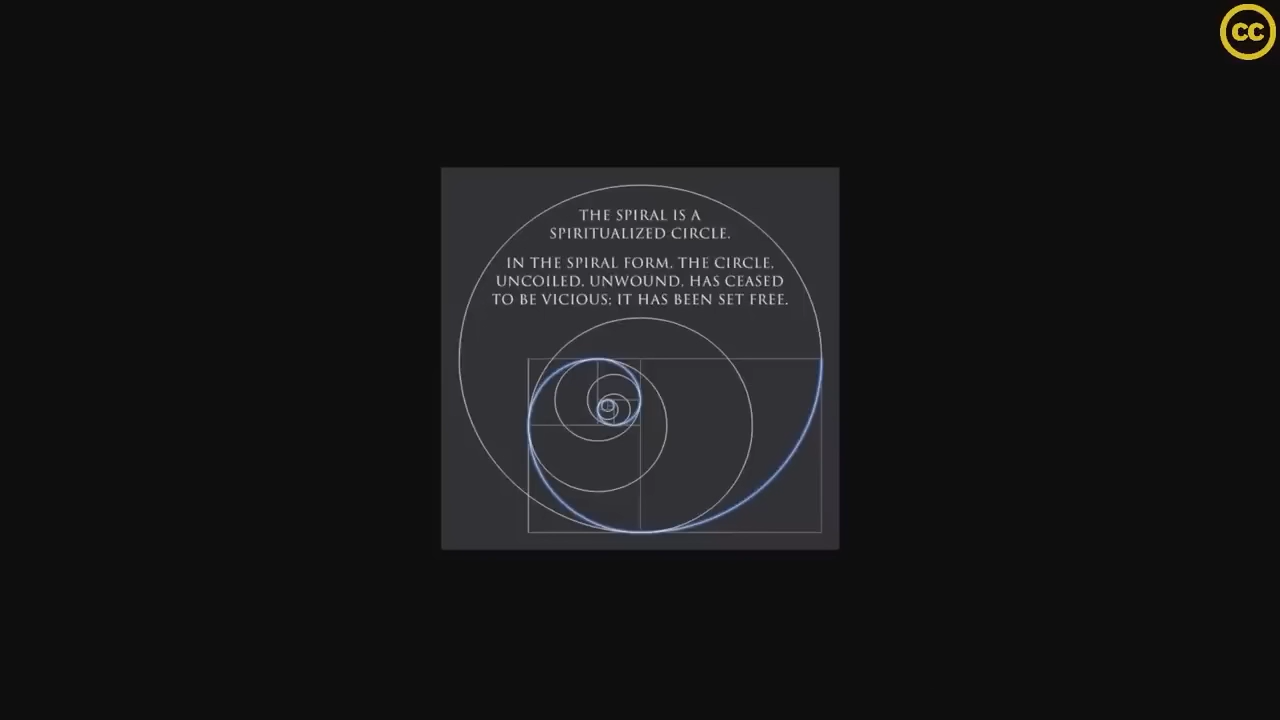 CC
THE SPIRAL IS A
SPIRITUALIZED CIRCLE.
IN THE SPIRAL FORM, THE CIRCLE,
UNCOILED, UNWOUND, HAS CEASED
TO BE VICIOUS; IT HAS BEEN SET FREE.